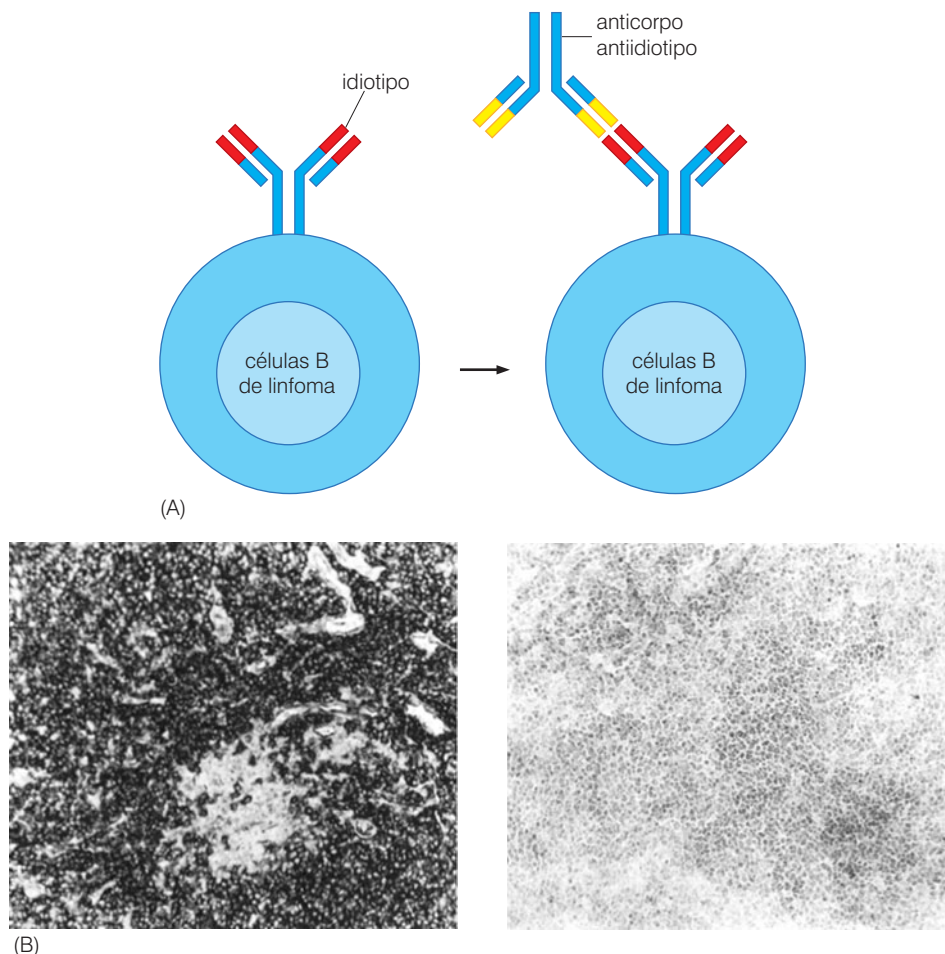 anticorpo
antiidiotipo
idiotipo
células B
de linfoma
células B
de linfoma
(A)
(B)